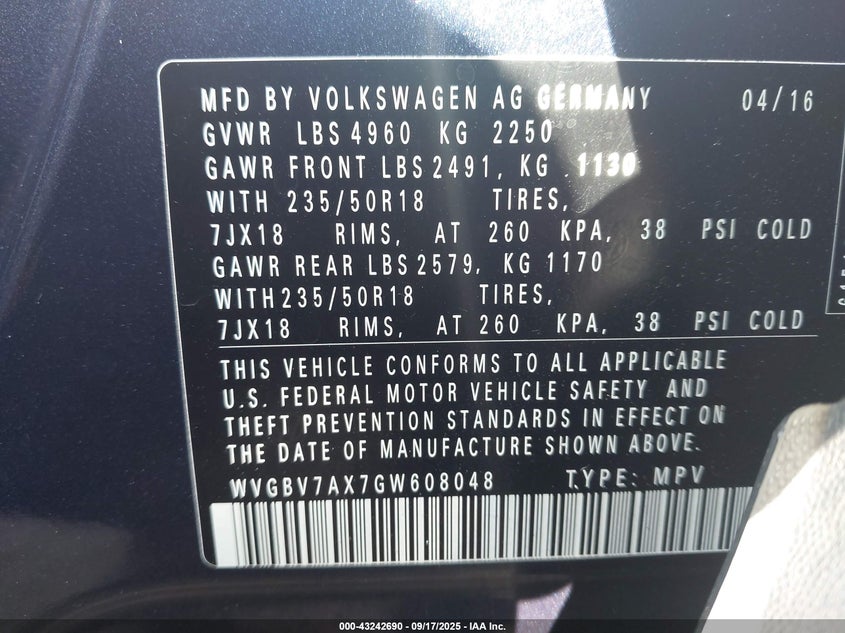 MFD BY VOLKSWAGEN AG GERMANY 04/16
GVWR LBS 4960 KG 2250
GAWR FRONT LBS 2491, KG 1130
WITH 235/50R18 TIRES,
7JX18 RIMS, AT 260 KPA, 38 PSI COLD
GAWR REAR LBS 2579, KG 1170
WITH 235/50R18 TIRES,
7JX18 RIMS, AT 260 KPA, 38 PSI COLD
THIS VEHICLE CONFORMS TO ALL APPLICABLE
U.S. FEDERAL MOTOR VEHICLE SAFETY AND
THEFT PREVENTION STANDARDS IN EFFECT ON
THE DATE OF MANUFACTURE SHOWN ABOVE.
WVGBV7AX7GW608048 TYPE: MPV
000-43242690 - 09/17/2025 - IAA Inc.